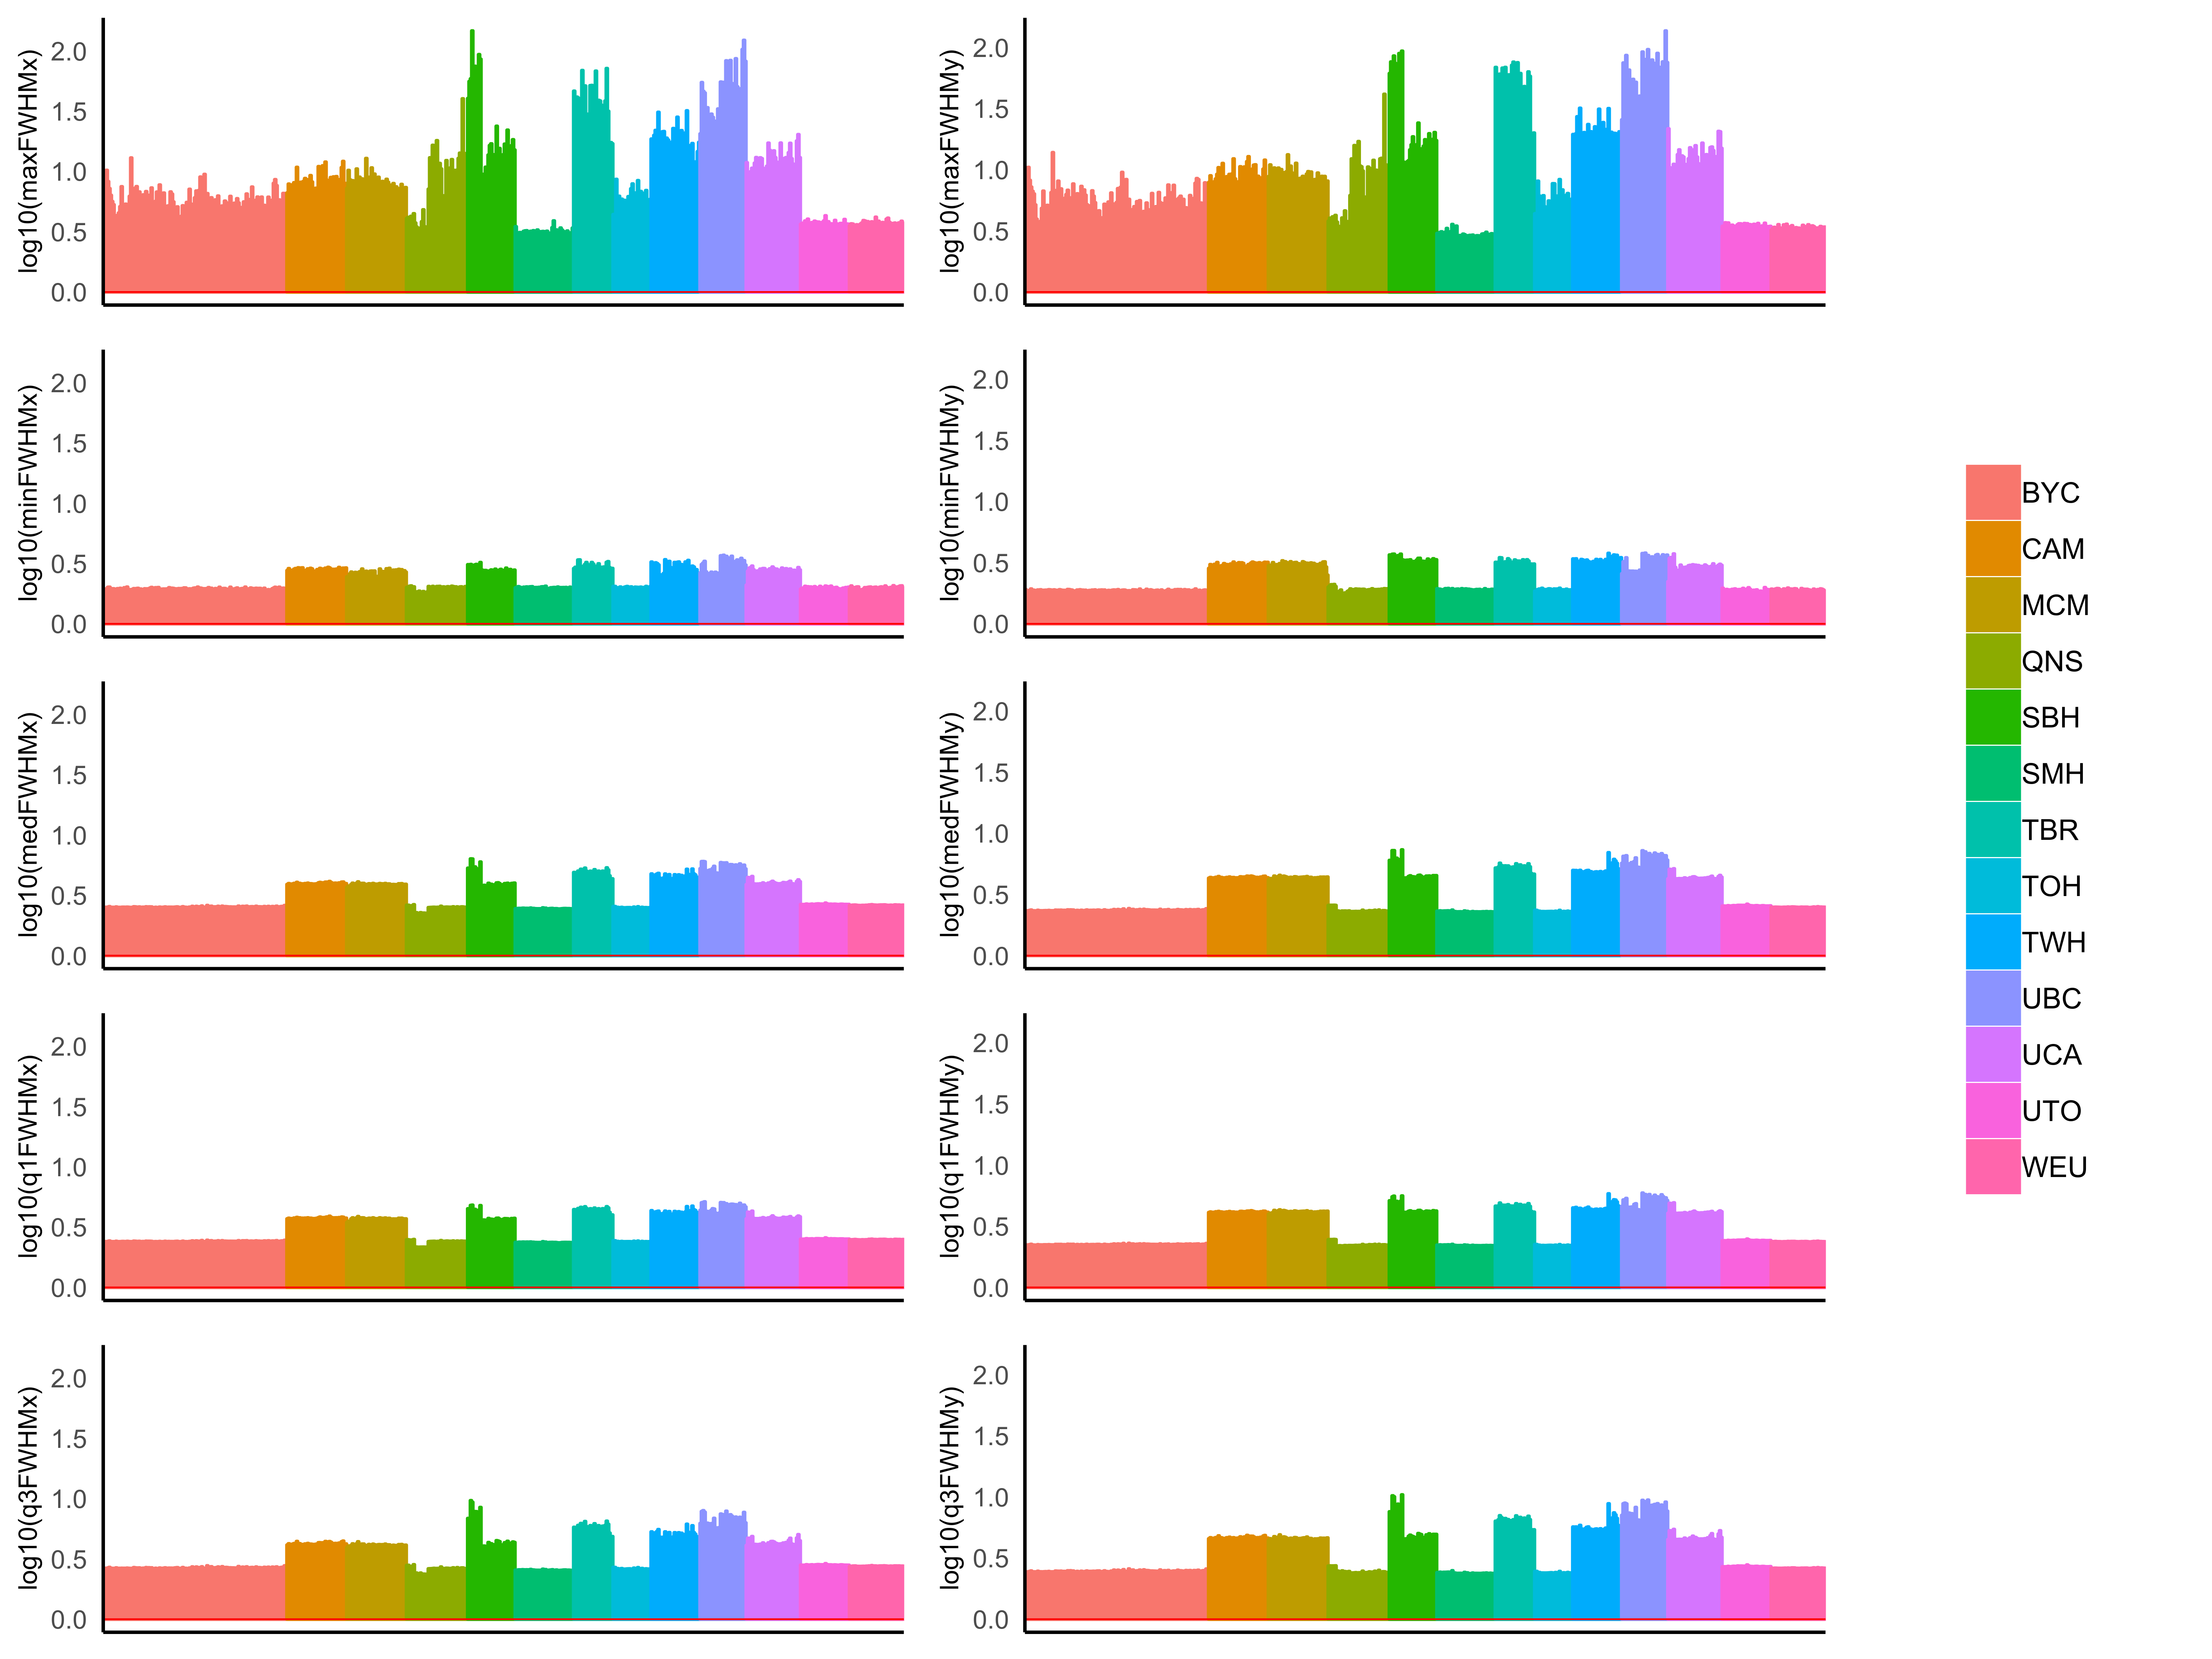 log10(maxFWHMx)
2.0
1.5
1.0
0.5
0.0
log10(maxFWHMy)
2.0
1.5
1.0
0.5
0.0
log10(minFWHMx)
2.0
1.5
1.0
0.5
0.0
log10(minFWHMy)
2.0
1.5
1.0
0.5
0.0
log10(medFWHMx)
2.0
1.5
1.0
0.5
0.0
log10(medFWHMy)
2.0
1.5
1.0
0.5
0.0
log10(q1FWHMx)
2.0
1.5
1.0
0.5
0.0
log10(q1FWHMy)
2.0
1.5
1.0
0.5
0.0
log10(q3FWHMx)
2.0
1.5
1.0
0.5
0.0
log10(q3FWHMy)
2.0
1.5
1.0
0.5
0.0
BYC
CAM
MCM
QNS
SBH
SMH
TBR
TOH
TWH
UBC
UCA
UTO
WEU